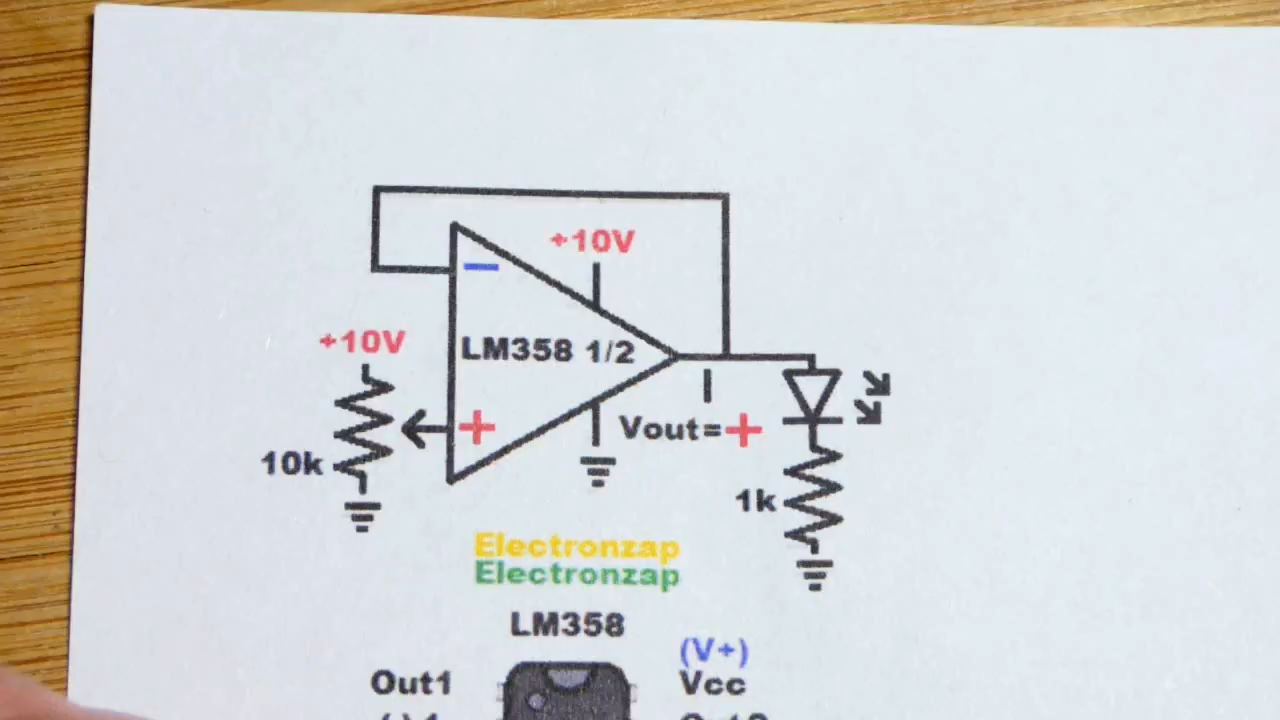 +10V
−
+10V
LM358 1/2
+
Vout=+
10k
1k
Electronzap
Electronzap
LM358
(V+)
Out1
Vcc